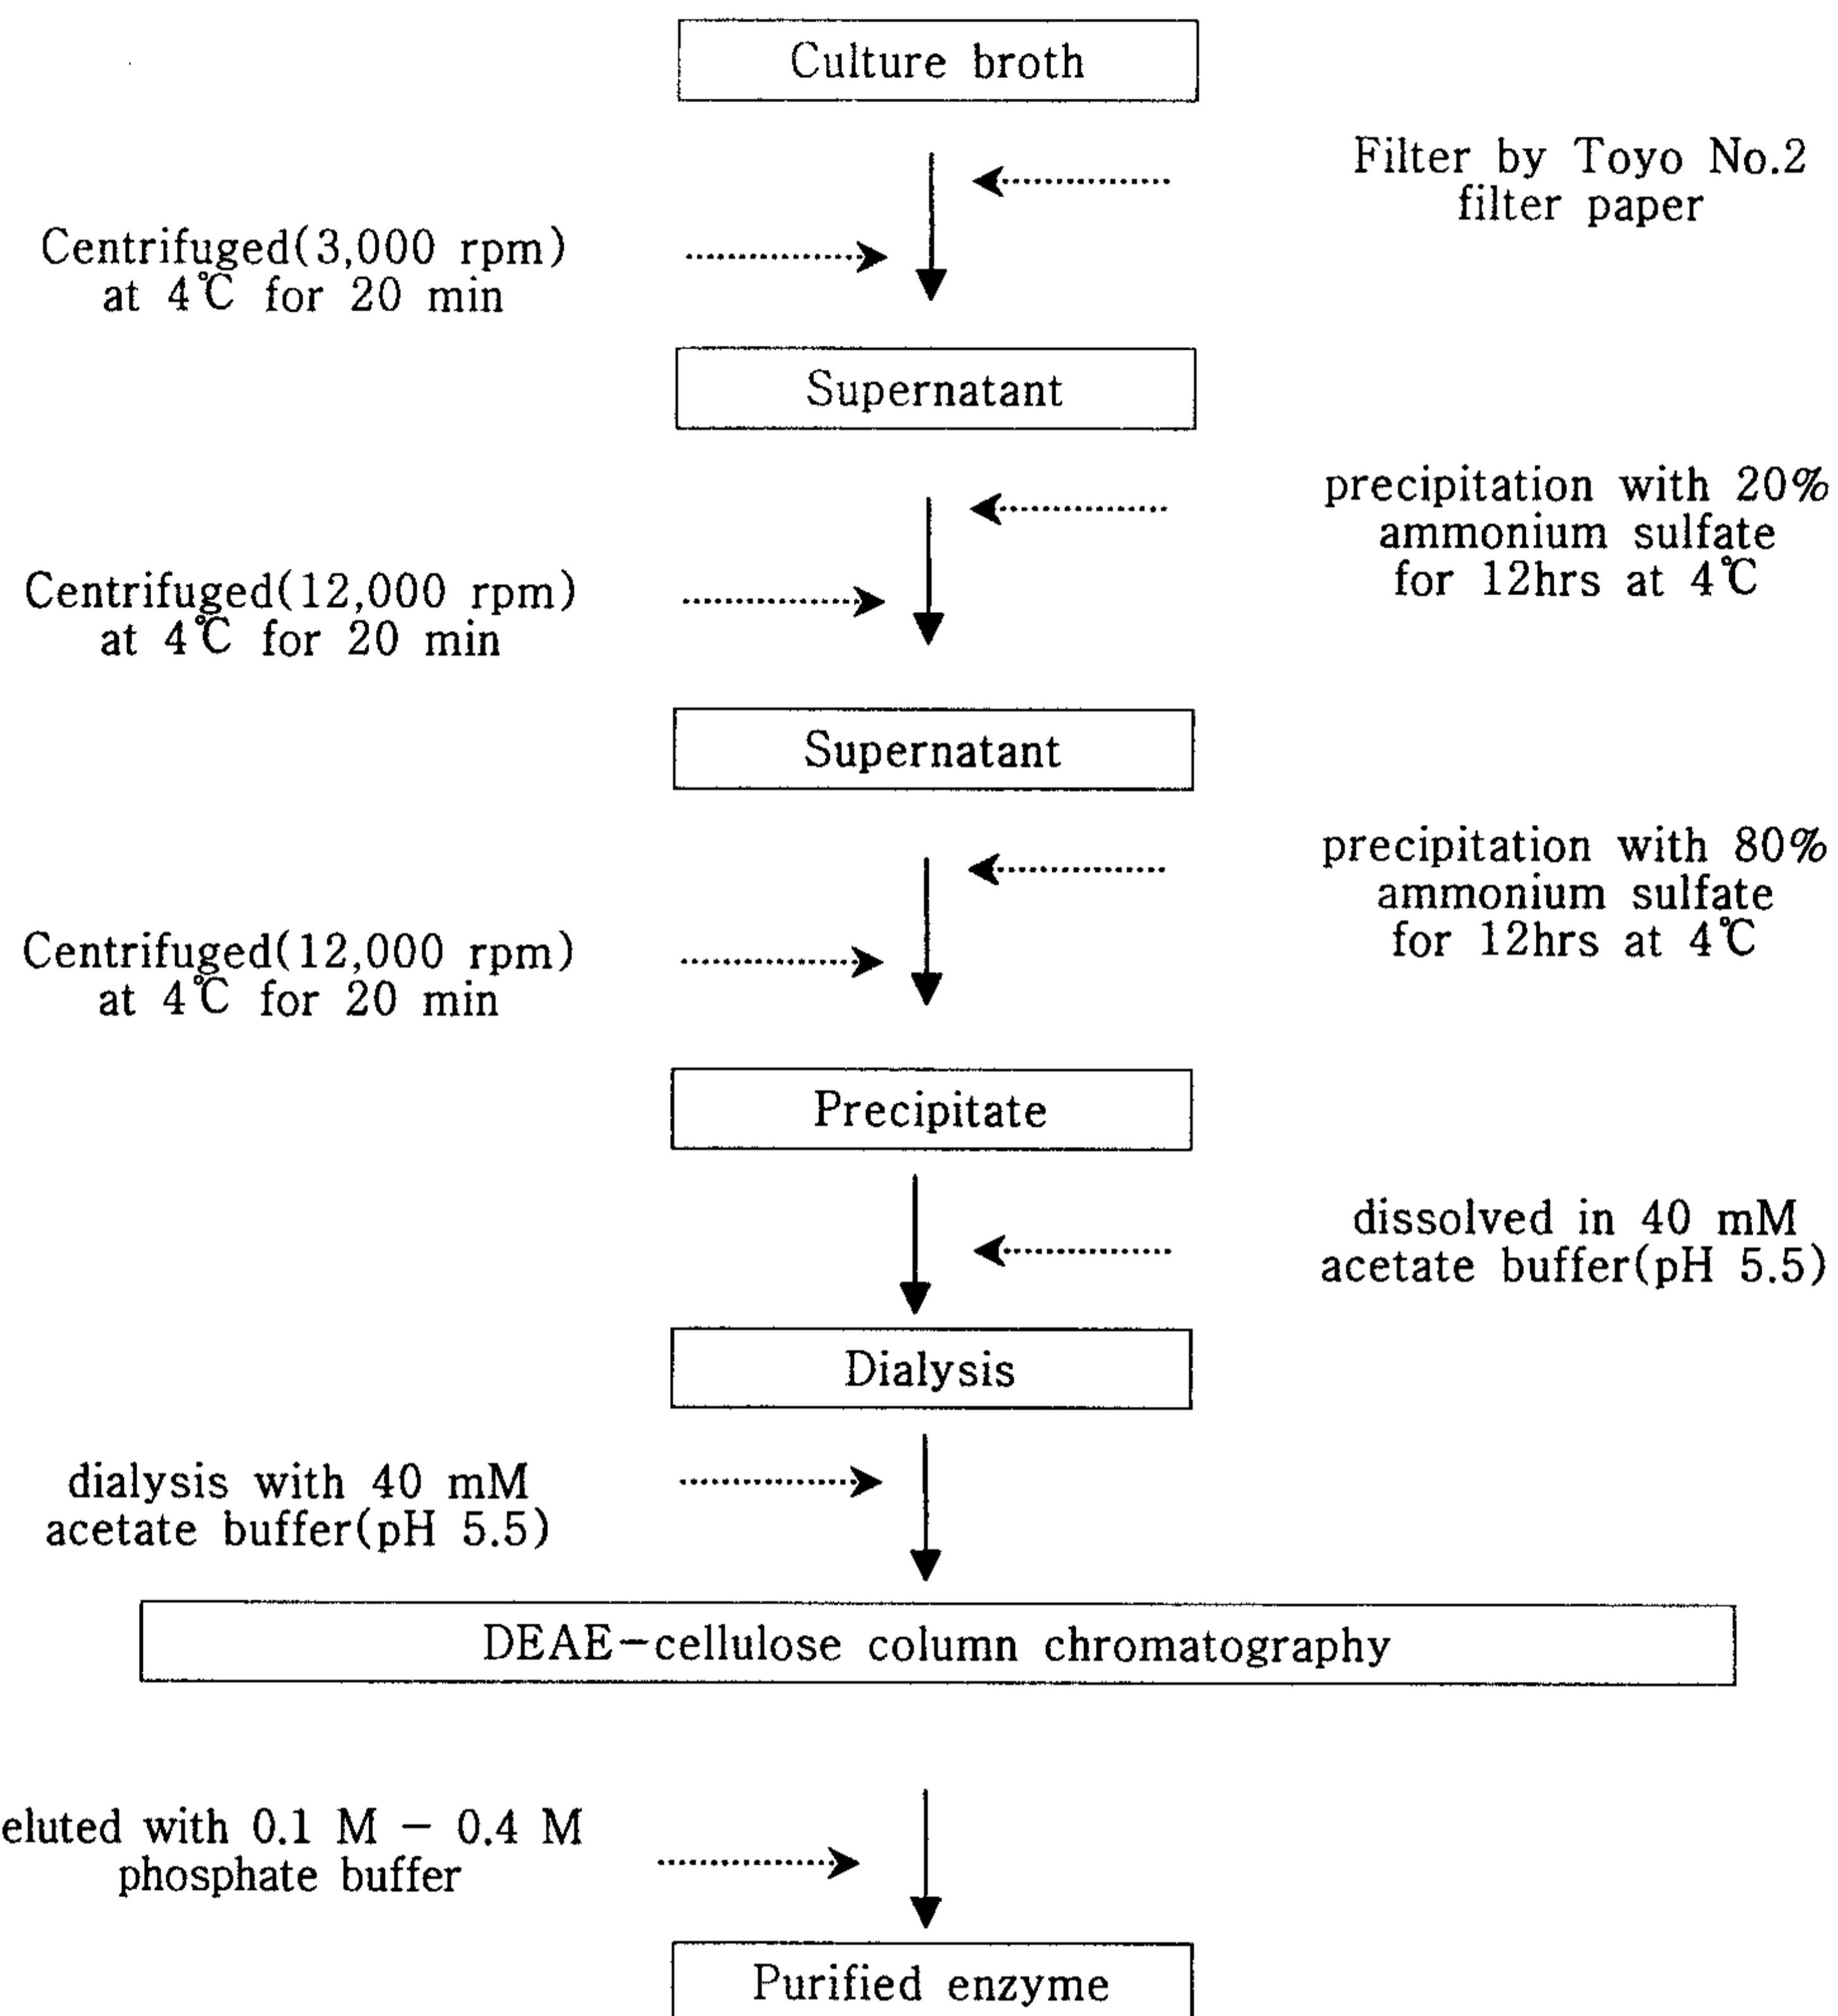 Culture broth
Filter by Toyo No.2
filter paper
Centrifuged(3,000 rpm)
at 4℃ for 20 min
Supernatant
precipitation with 20%
ammonium sulfate
for 12hrs at 4℃
Centrifuged(12,000 rpm)
at 4℃ for 20 min
Supernatant
precipitation with 80%
ammonium sulfate
for 12hrs at 4℃
Centrifuged(12,000 rpm)
at 4℃ for 20 min
Precipitate
dissolved in 40 mM
acetate buffer(pH 5.5)
Dialysis
dialysis with 40 mM
acetate buffer(pH 5.5)
DEAE-cellulose column chromatography
eluted with 0.1 M - 0.4 M
phosphate buffer
Purified enzyme